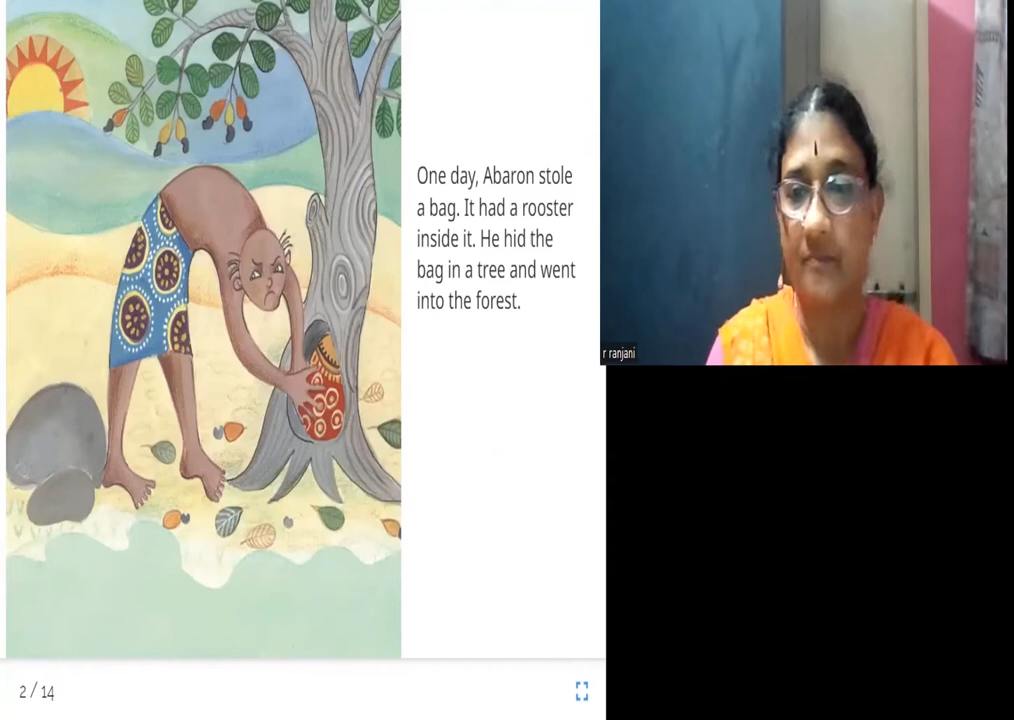 One day, Abaron stole
a bag. It had a rooster
inside it. He hid the
bag in a tree and went
into the forest.
r ranjani
2 / 14